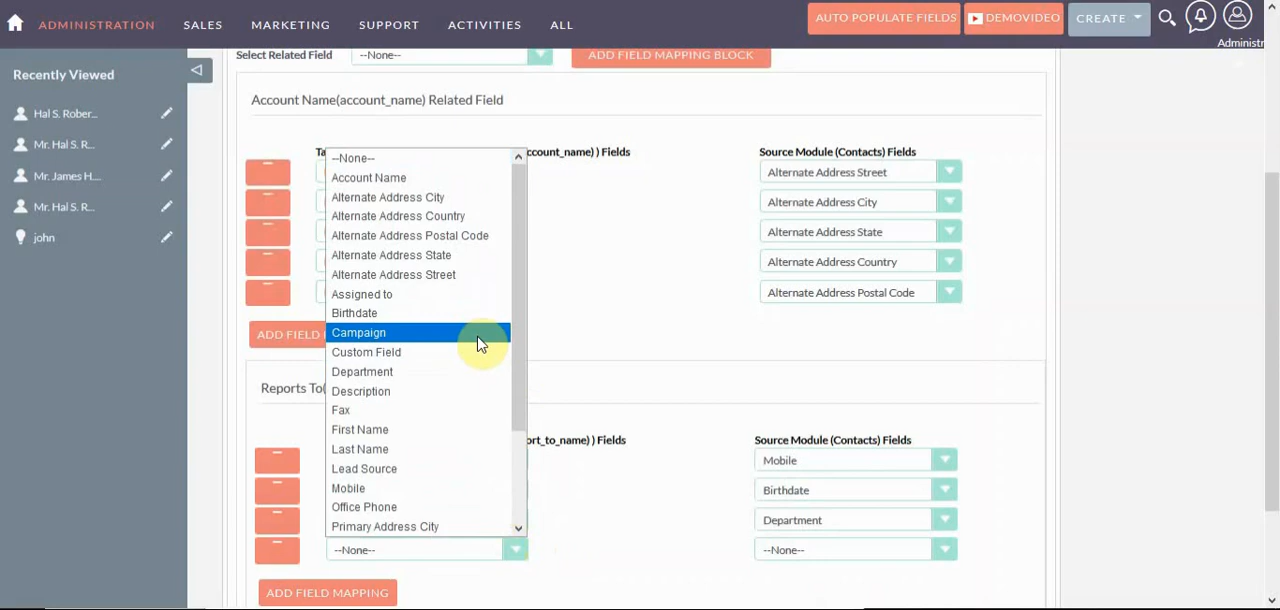 ADMINISTRATION SALES MARKETING SUPPORT ACTIVITIES ALL AUTO POPULATE FIELDS DEMOVIDEO CREATE
Administr
Recently Viewed
Hal S. Rober...
Mr. Hal S. R...
Mr. James H....
Mr. Hal S. R...
john
Select Related Field --None-- ADD FIELD MAPPING BLOCK
Account Name(account_name) Related Field
Ta ccount_name) ) Fields Source Module (Contacts) Fields
Alternate Address Street
Alternate Address City
Alternate Address State
Alternate Address Country
Alternate Address Postal Code
ADD FIELD
--None--
Account Name
Alternate Address City
Alternate Address Country
Alternate Address Postal Code
Alternate Address State
Alternate Address Street
Assigned to
Birthdate
Campaign
Custom Field
Department
Description
Fax
First Name
Last Name
Lead Source
Mobile
Office Phone
Primary Address City
Reports To(
ort_to_name) ) Fields Source Module (Contacts) Fields
Mobile
Birthdate
Department
--None-- --None--
ADD FIELD MAPPING